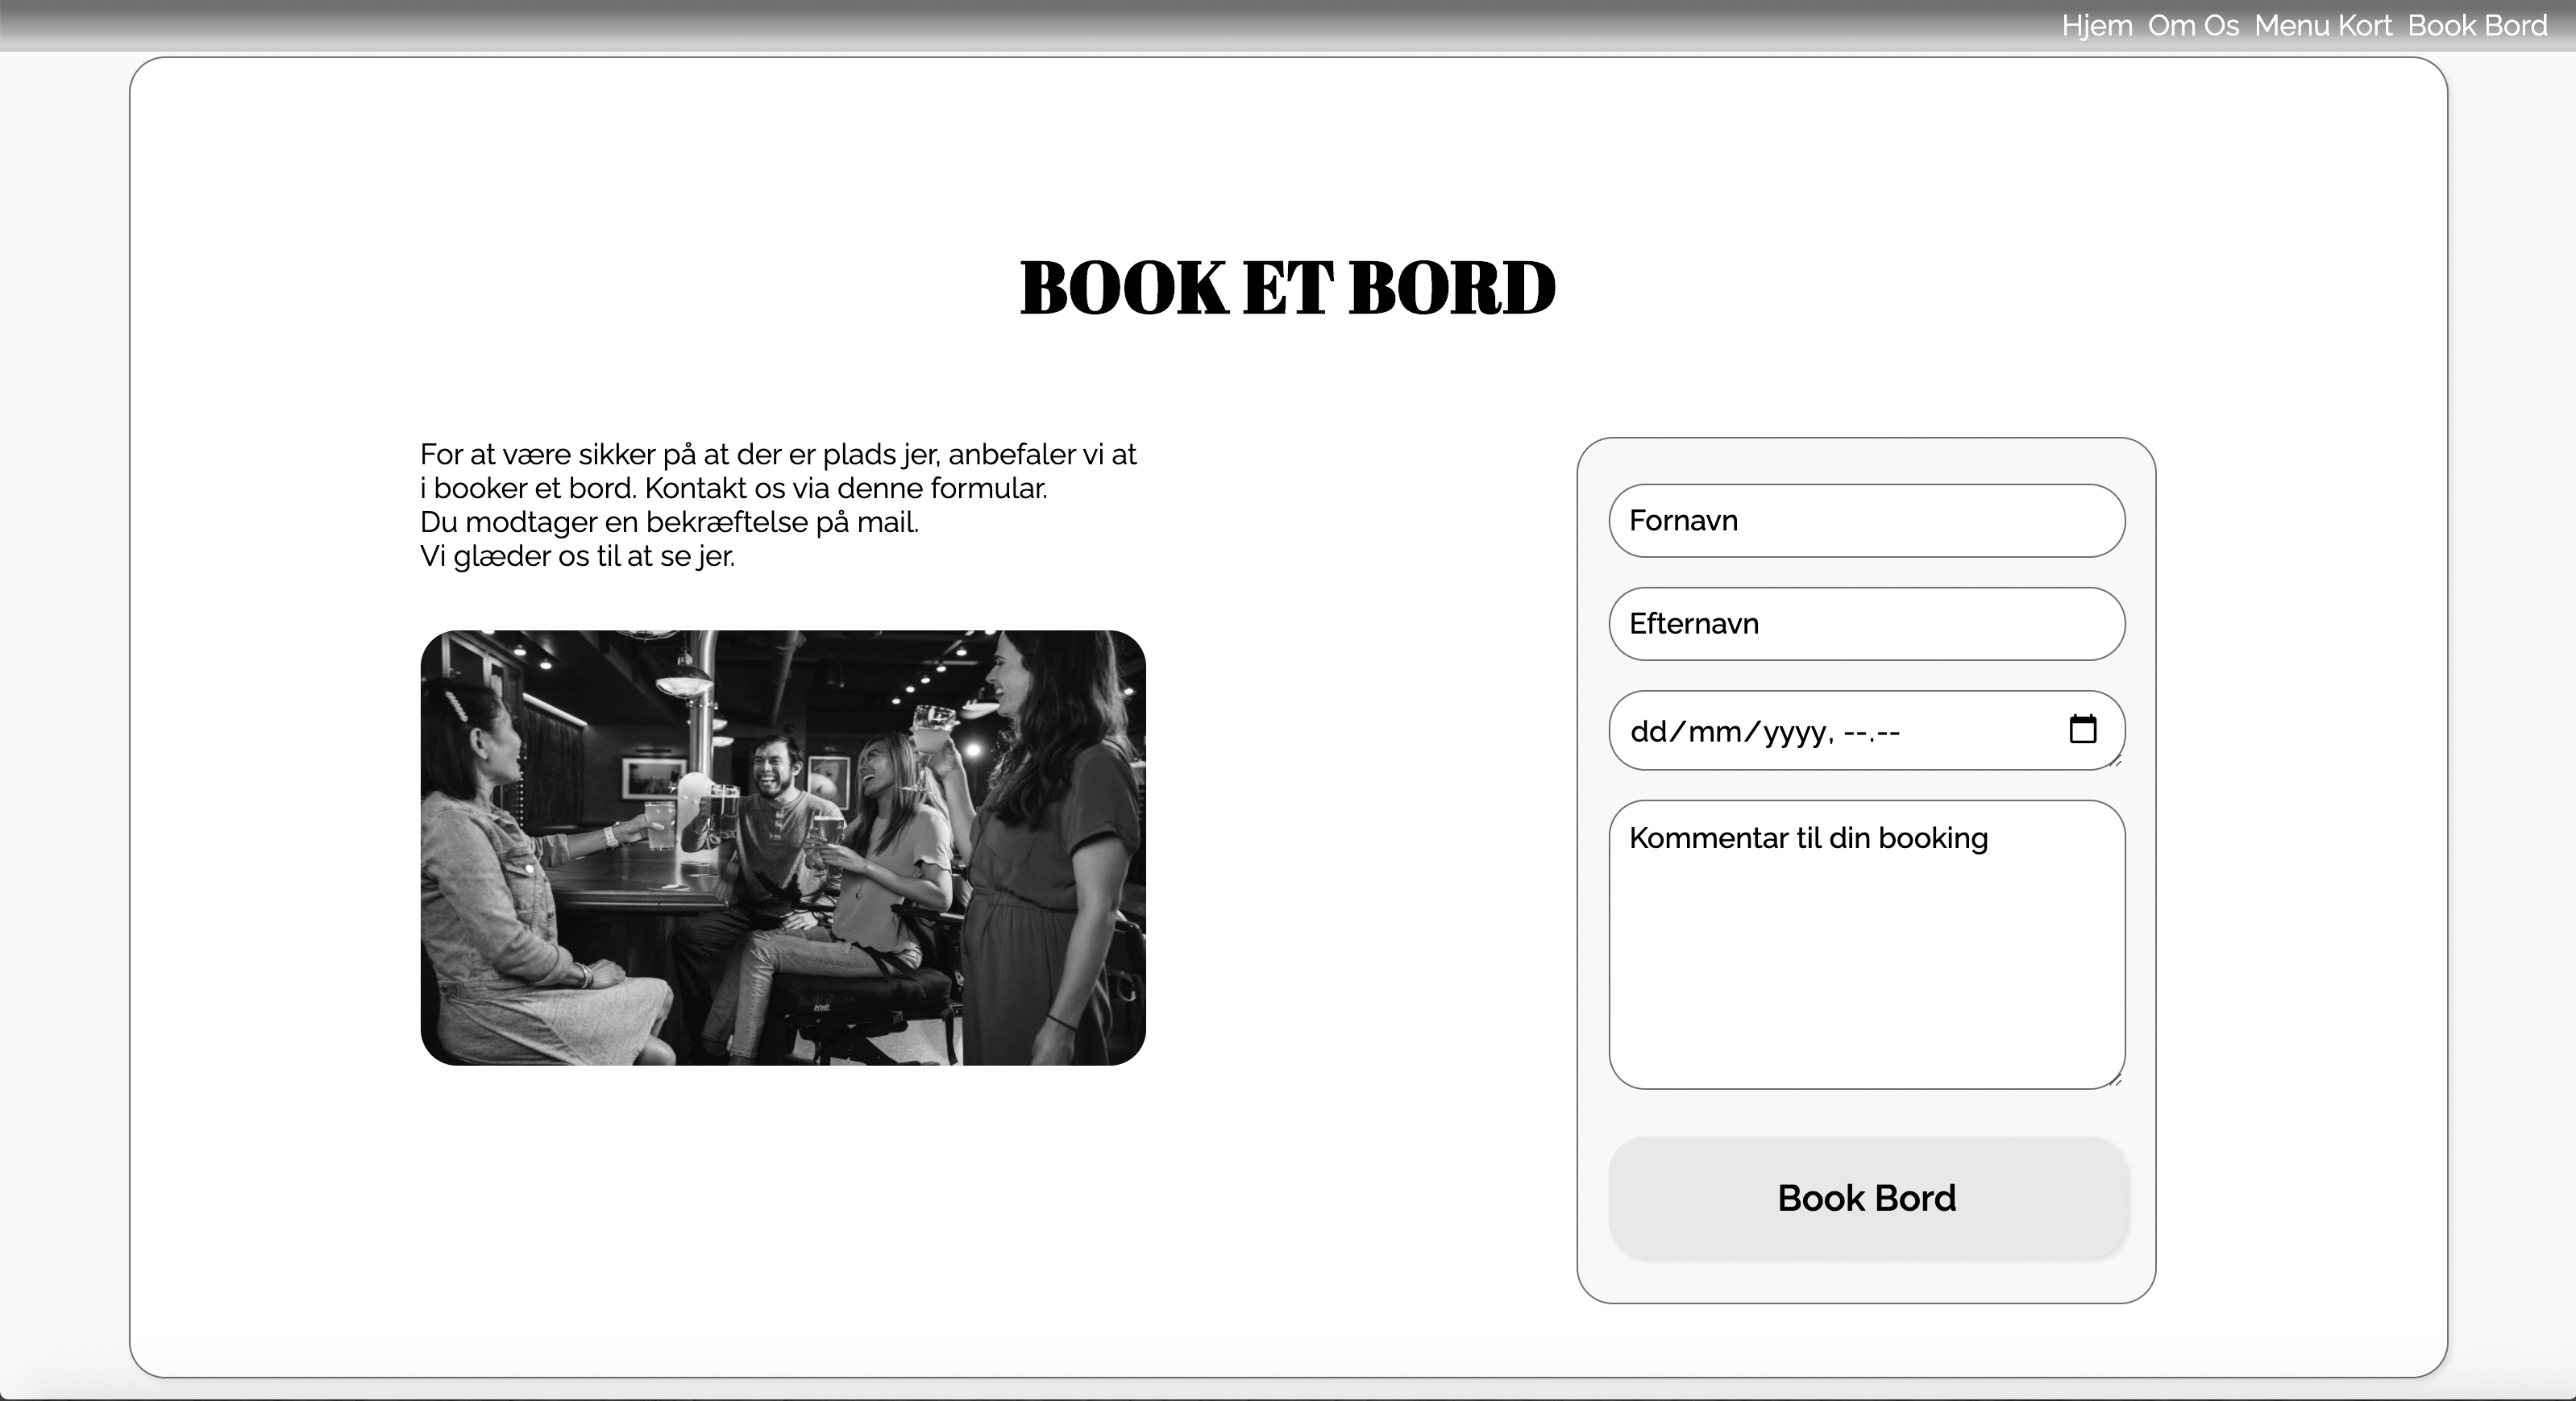 Hjem Om Os Menu Kort Book Bord
BOOK ET BORD
For at være sikker på at der er plads jer, anbefaler vi at
i booker et bord. Kontakt os via denne formular.
Du modtager en bekræftelse på mail.
Vi glæder os til at se jer.
Fornavn
Efternavn
dd/mm/yyyy, --.--
Kommentar til din booking
Book Bord